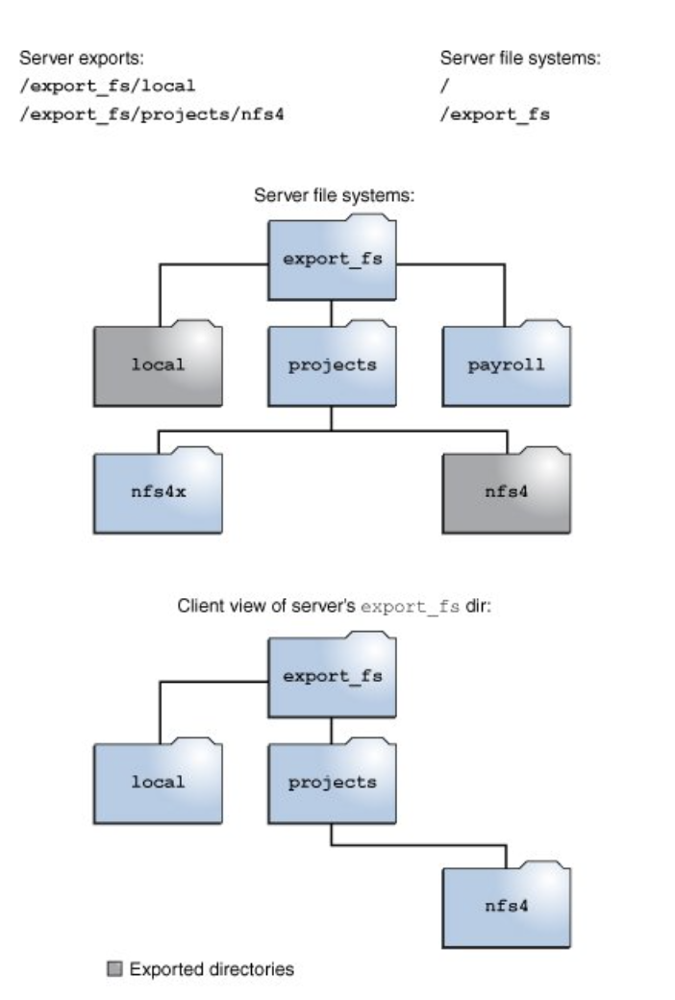 Server exports:
/export_fs/local
/export_fs/projects/nfs4
Server file systems:
/
/export_fs
Server file systems:
export_fs
local
projects
payroll
nfs4x
nfs4
Client view of server's export_fs dir:
export_fs
local
projects
nfs4
Exported directories